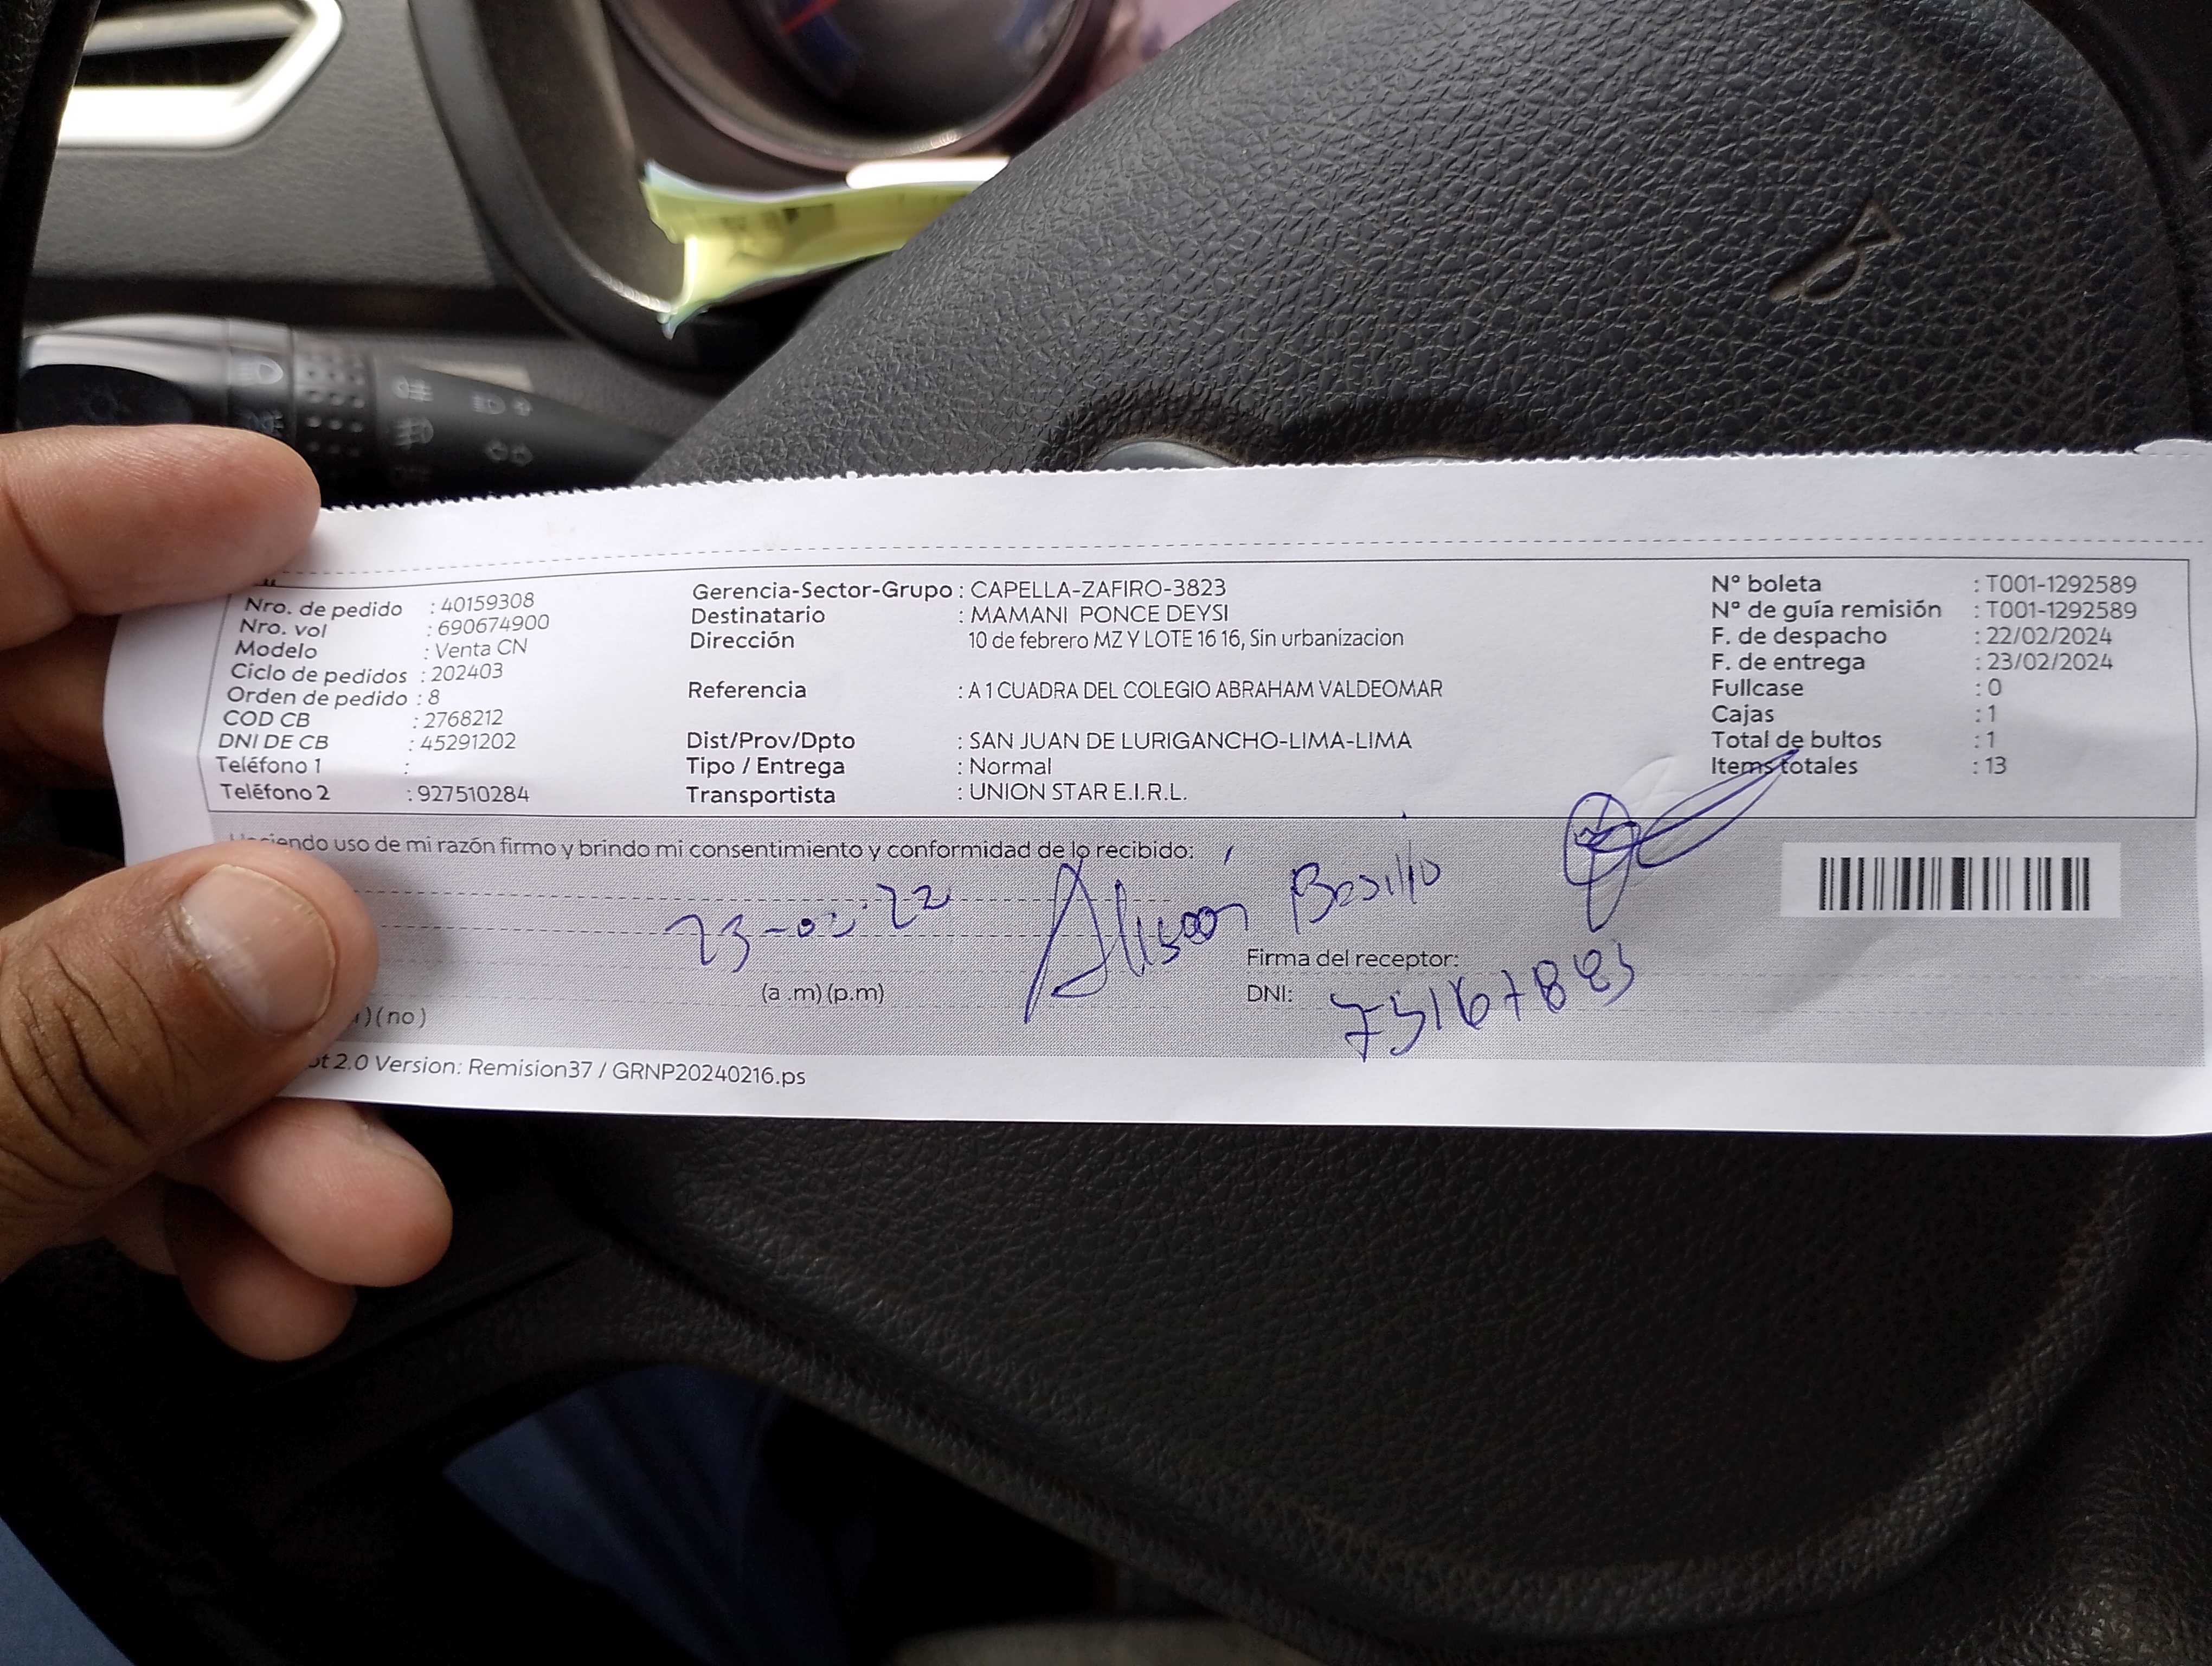 Nro. de pedido : 40159308
Nro. vol : 690674900
Modelo : Venta CN
Ciclo de pedidos : 202403
Orden de pedido : 8
COD CB : 2768212
DNI DE CB : 45291202
Teléfono 1 :
Teléfono 2 : 927510284
Gerencia-Sector-Grupo : CAPELLA-ZAFIRO-3823
Destinatario : MAMANI PONCE DEYSI
Dirección 10 de febrero MZ Y LOTE 16 16, Sin urbanizacion
Referencia : A 1 CUADRA DEL COLEGIO ABRAHAM VALDEOMAR
Dist/Prov/Dpto : SAN JUAN DE LURIGANCHO-LIMA-LIMA
Tipo / Entrega : Normal
Transportista : UNION STAR E.I.R.L.
N° boleta : T001-1292589
N° de guía remisión : T001-1292589
F. de despacho : 22/02/2024
F. de entrega : 23/02/2024
Fullcase : 0
Cajas : 1
Total de bultos : 1
Items totales : 13
uso de mi razón firmo y brindo mi consentimiento y conformidad de lo recibido:
23-02-22 Alisson Basilio
Firma del receptor:
(a .m) (p.m) DNI:
(no)
2.0 Version: Remision37 / GRNP20240216.ps